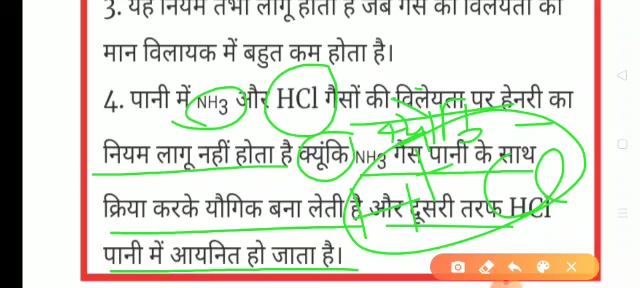 3. यह नियम तभी लागू होता है जब गैस की विलेयता का
मान विलायक में बहुत कम होता है।
4. पानी में NH3 और HCl गैसों की विलेयता पर हेनरी का
नियम लागू नहीं होता है क्यूंकि NH3 गैस पानी के साथ
क्रिया करके यौगिक बना लेती है और दूसरी तरफ HCl
पानी में आयनित हो जाता है।